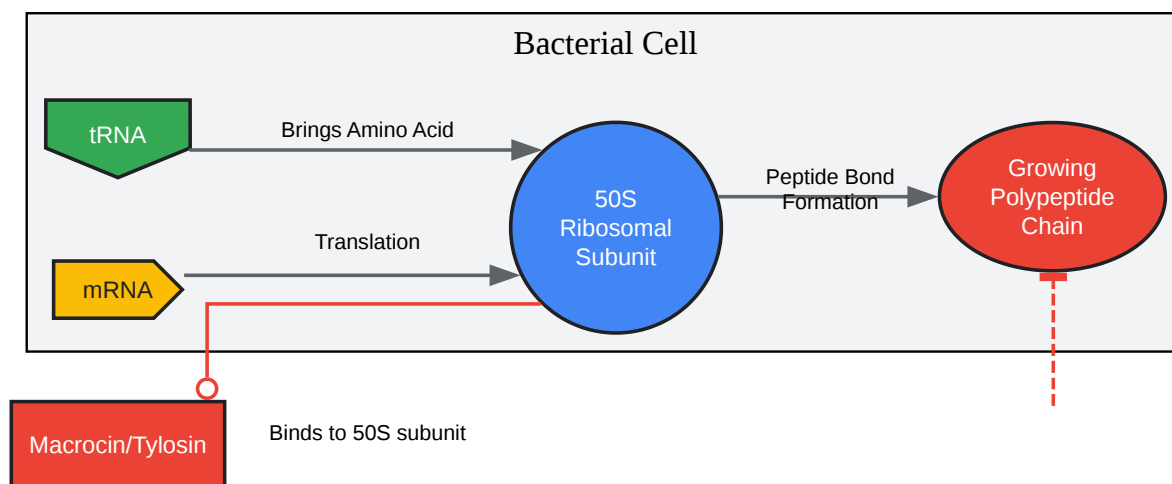 Bacterial Cell
tRNA
Brings Amino Acid
50S
Ribosomal
Subunit
Peptide Bond
Formation
Growing
Polypeptide
Chain
Translation
mRNA
Macrocin/Tylosin
Binds to 50S subunit